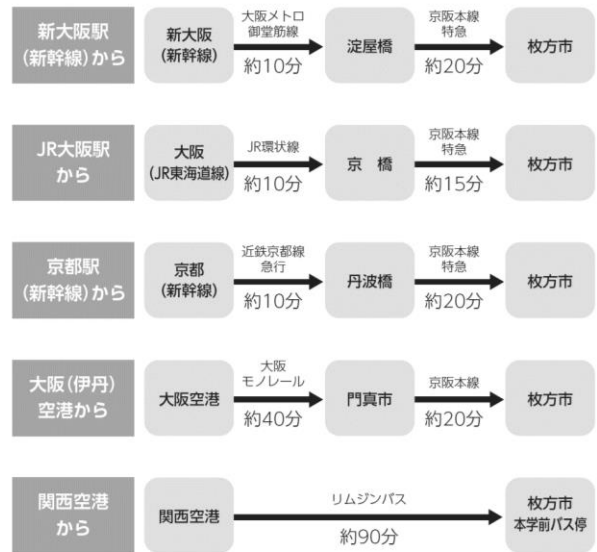 新大阪駅
(新幹線)から
新大阪
(新幹線)
大阪メトロ
御堂筋線
約10分
淀屋橋
京阪本線
特急
約20分
枚方市
JR大阪駅
から
大阪
(JR東海道線)
JR環状線
約10分
京 橋
京阪本線
特急
約15分
枚方市
京都駅
(新幹線)から
京都
(新幹線)
近鉄京都線
急行
約10分
丹波橋
京阪本線
特急
約20分
枚方市
大阪(伊丹)
空港から
大阪空港
大阪
モノレール
約40分
門真市
京阪本線
約20分
枚方市
関西空港
から
関西空港
リムジンバス
約90分
枚方市
本学前バス停